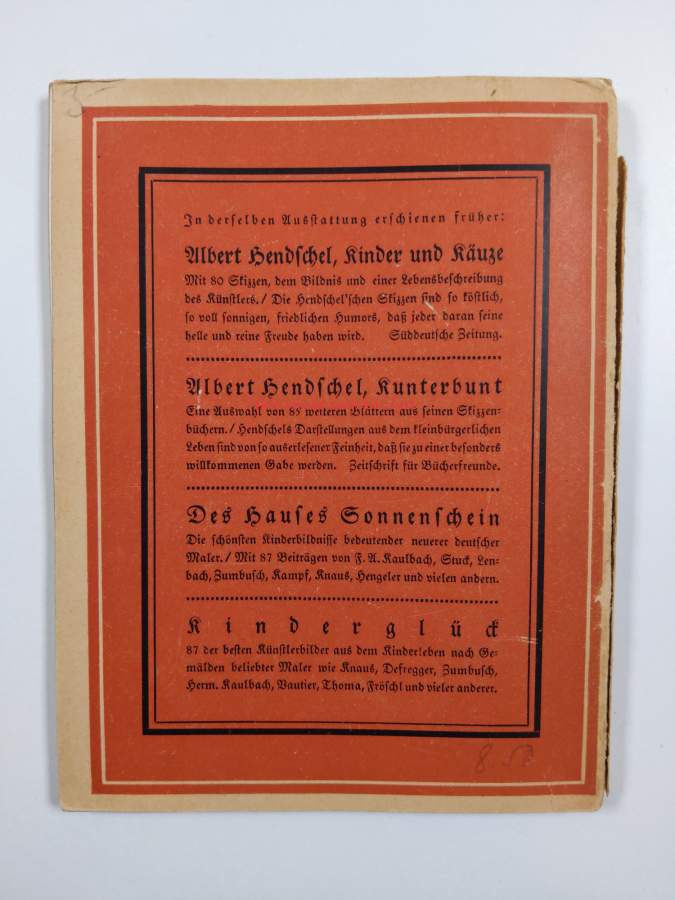 3
In derselben Ausstattung erschienen früher:
Albert Hendschel, Kinder und Käuze
Mit 80 Skizzen, dem Bildnis und einer Lebensbeschreibung
des Künstlers. / Die Hendschel'schen Skizzen sind so köstlich,
so voll sonnigen, friedlichen Humors, daß jeder daran seine
helle und reine Freude haben wird. Süddeutsche Zeitung.
Albert Hendschel, Kunterbunt
Eine Auswahl von 85 weiteren Blättern aus seinen Skizzen-
büchern. / Hendschels Darstellungen aus dem kleinbürgerlichen
Leben sind von so auserlesener Feinheit, daß sie zu einer besonders
willkommenen Gabe werden. Zeitschrift für Bücherfreunde.
Des Hauses Sonnenschein
Die schönsten Kinderbildnisse bedeutender neuerer deutscher
Maler. / Mit 87 Beiträgen von F. A. Kaulbach, Stuck, Len-
bach, Zumbusch, Kampf, Knaus, Hengeler und vielen andern.
Kinderglück
87 der besten Künstlerbilder aus dem Kinderleben nach Ge-
mälden beliebter Maler wie Knaus, Defregger, Zumbusch,
Herm. Kaulbach, Vautier, Thoma, Fröschl und vieler anderer.
8.50